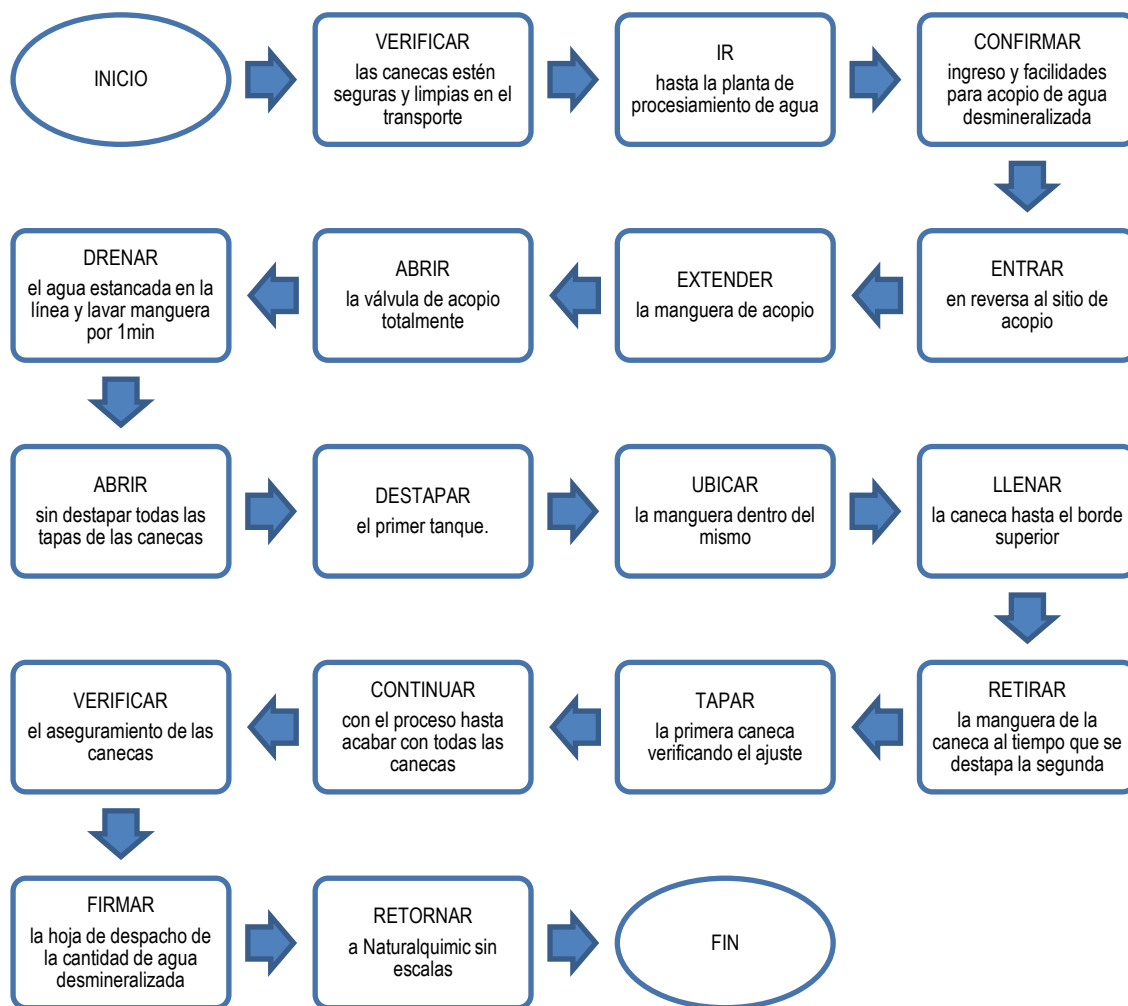 INICIO
VERIFICAR
las canecas estén
seguras y limpias en el
transporte
IR
hasta la planta de
procesiamiento de agua
CONFIRMAR
ingreso y facilidades
para acopio de agua
desmineralizada
ENTRAR
en reversa al sitio de
acopio
EXTENDER
la manguera de acopio
ABRIR
la válvula de acopio
totalmente
DRENAR
el agua estancada en la
línea y lavar manguera
por 1min
ABRIR
sin destapar todas las
tapas de las canecas
DESTAPAR
el primer tanque.
UBICAR
la manguera dentro del
mismo
LLENAR
la caneca hasta el borde
superior
RETIRAR
la manguera de la
caneca al tiempo que se
destapa la segunda
TAPAR
la primera caneca
verificando el ajuste
CONTINUAR
con el proceso hasta
acabar con todas las
canecas
VERIFICAR
el aseguramiento de las
canecas
FIRMAR
la hoja de despacho de
la cantidad de agua
desmineralizada
RETORNAR
a Naturalquimic sin
escalas
FIN